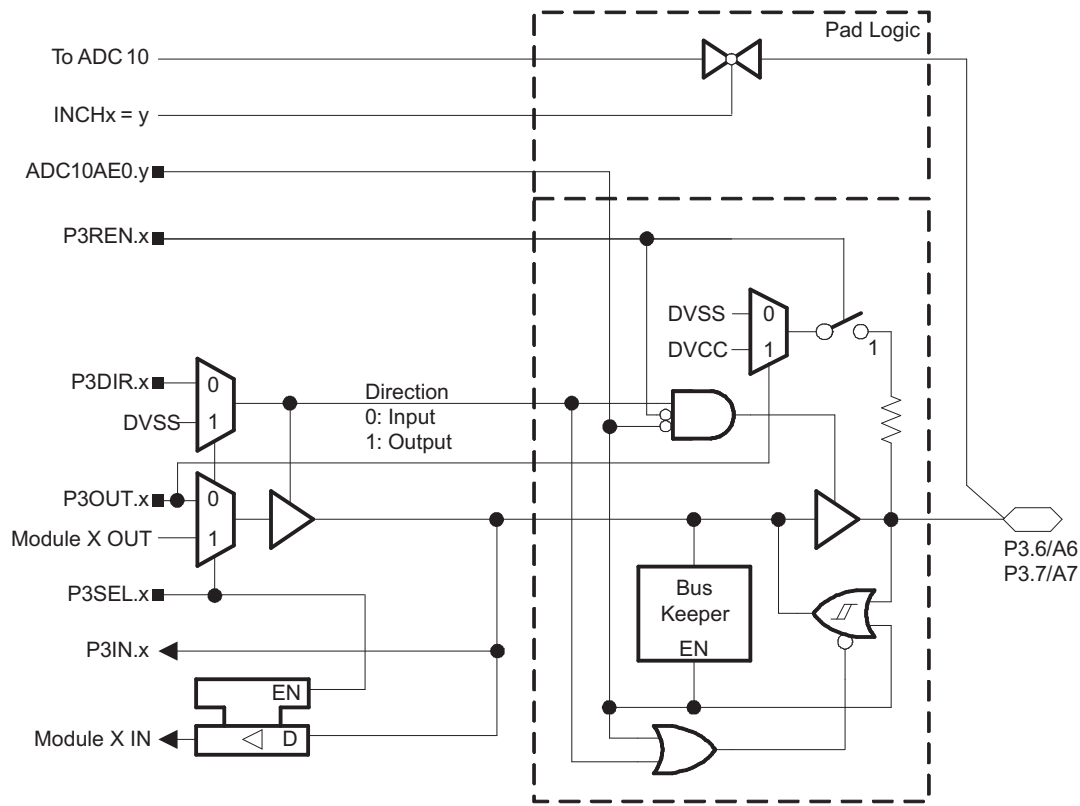 Pad Logic
To ADC 10
INCHx = y
ADC10AE0.y
P3REN.x
DVSS
0
DVCC
1
1
P3DIR.x
0
DVSS
1
Direction
0: Input
1: Output
P3OUT.x
0
Module X OUT
1
P3SEL.x
P3IN.x
EN
Module X IN
D
Bus
Keeper
EN
P3.6/A6
P3.7/A7